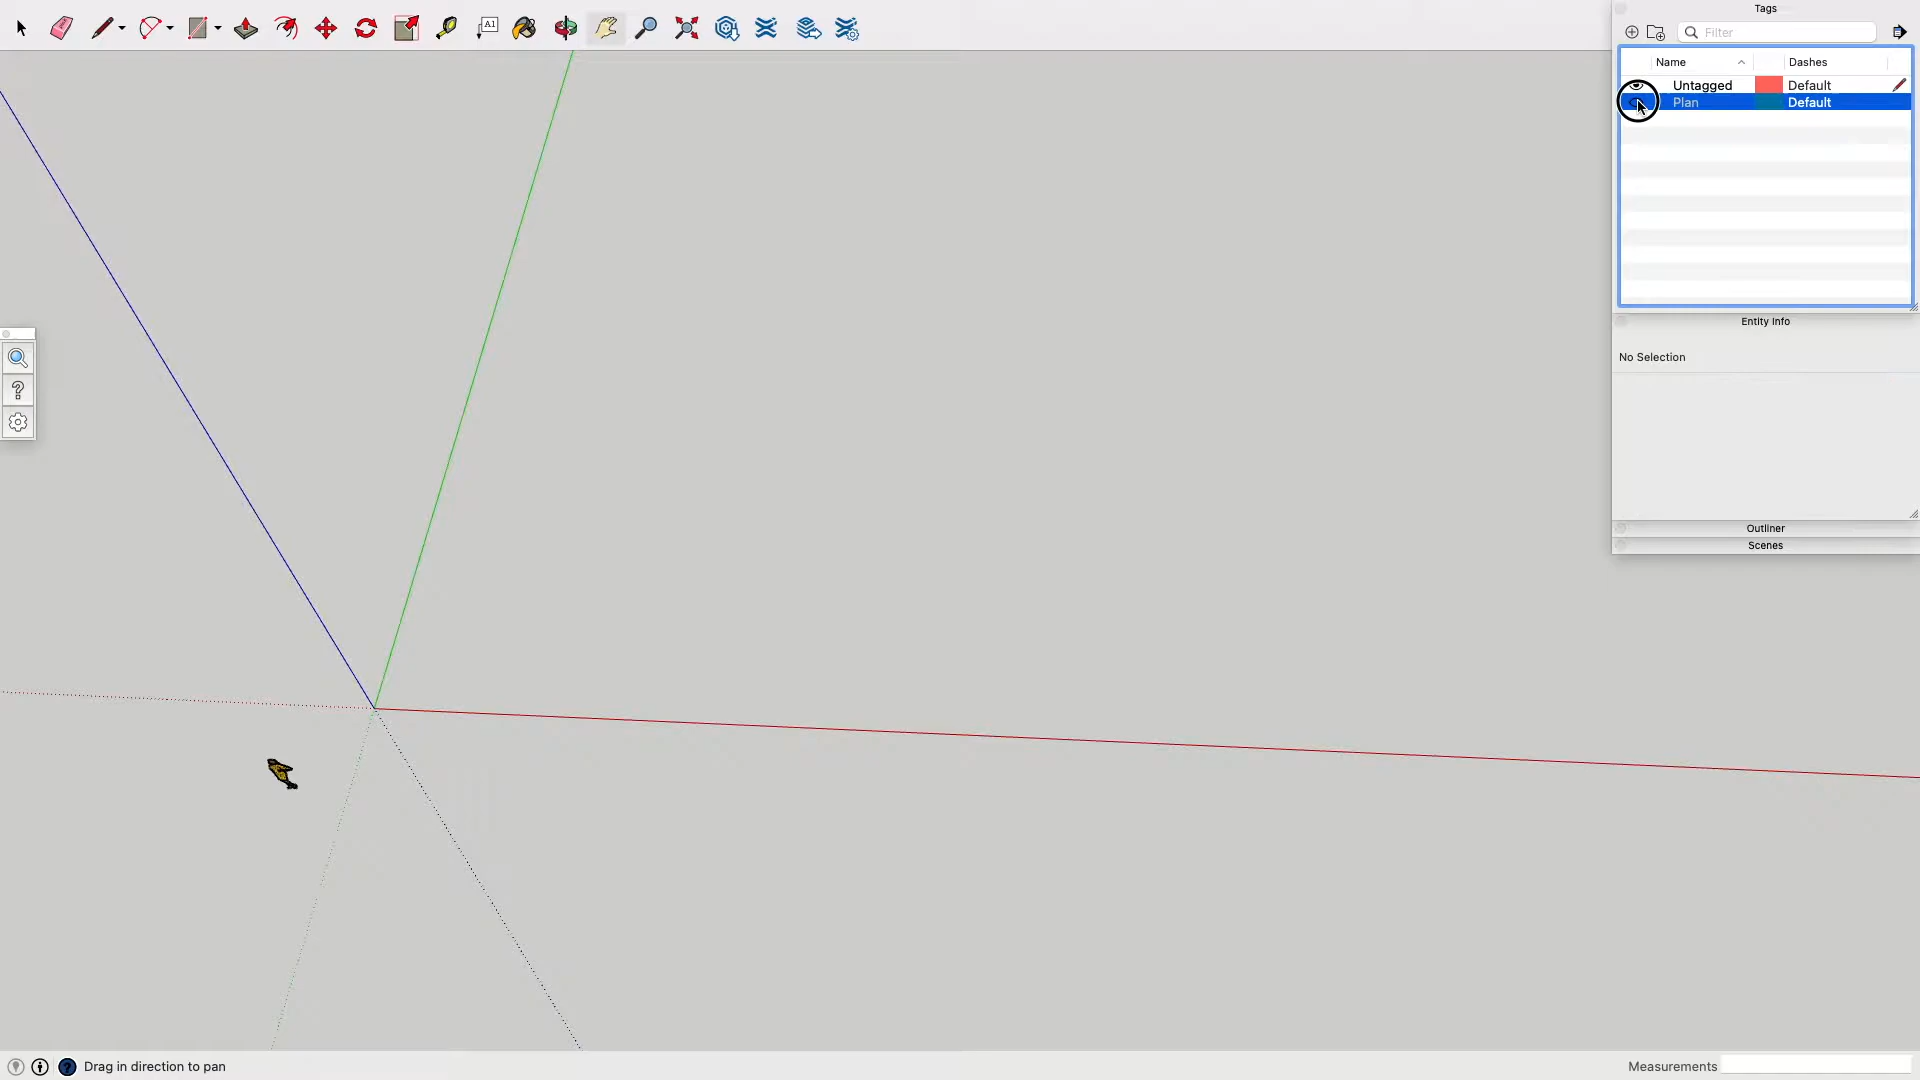 Tags
Filter
Name Dashes
Untagged Default
Plan Default
Entity Info
No Selection
Outliner
Scenes
A1
?
Drag in direction to pan
Measurements